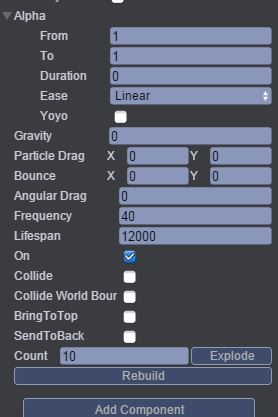 Alpha
From 1
To 1
Duration 0
Ease Linear
Yoyo
Gravity 0
Particle Drag X 0 Y 0
Bounce X 0 Y 0
Angular Drag 0
Frequency 40
Lifespan 12000
On
Collide
Collide World Bour
BringToTop
SendToBack
Count 10 Explode
Rebuild
Add Component